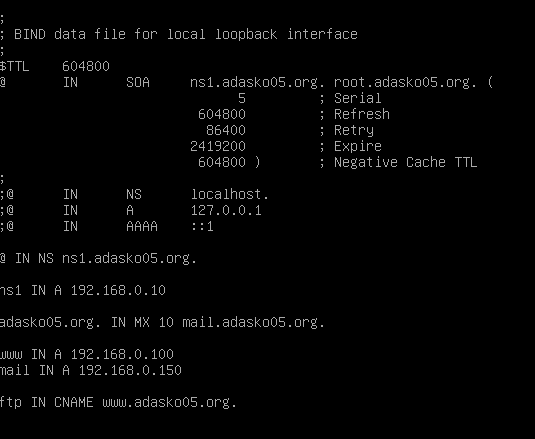 ;
; BIND data file for local loopback interface
;
$TTL    604800
@       IN      SOA     ns1.adasko05.org. root.adasko05.org. (
                              5         ; Serial
                         604800         ; Refresh
                          86400         ; Retry
                        2419200         ; Expire
                         604800 )       ; Negative Cache TTL
;
;@      IN      NS      localhost.
;@      IN      A       127.0.0.1
;@      IN      AAAA    ::1
@ IN NS ns1.adasko05.org.
ns1 IN A 192.168.0.10
adasko05.org. IN MX 10 mail.adasko05.org.
www IN A 192.168.0.100
mail IN A 192.168.0.150
ftp IN CNAME www.adasko05.org.